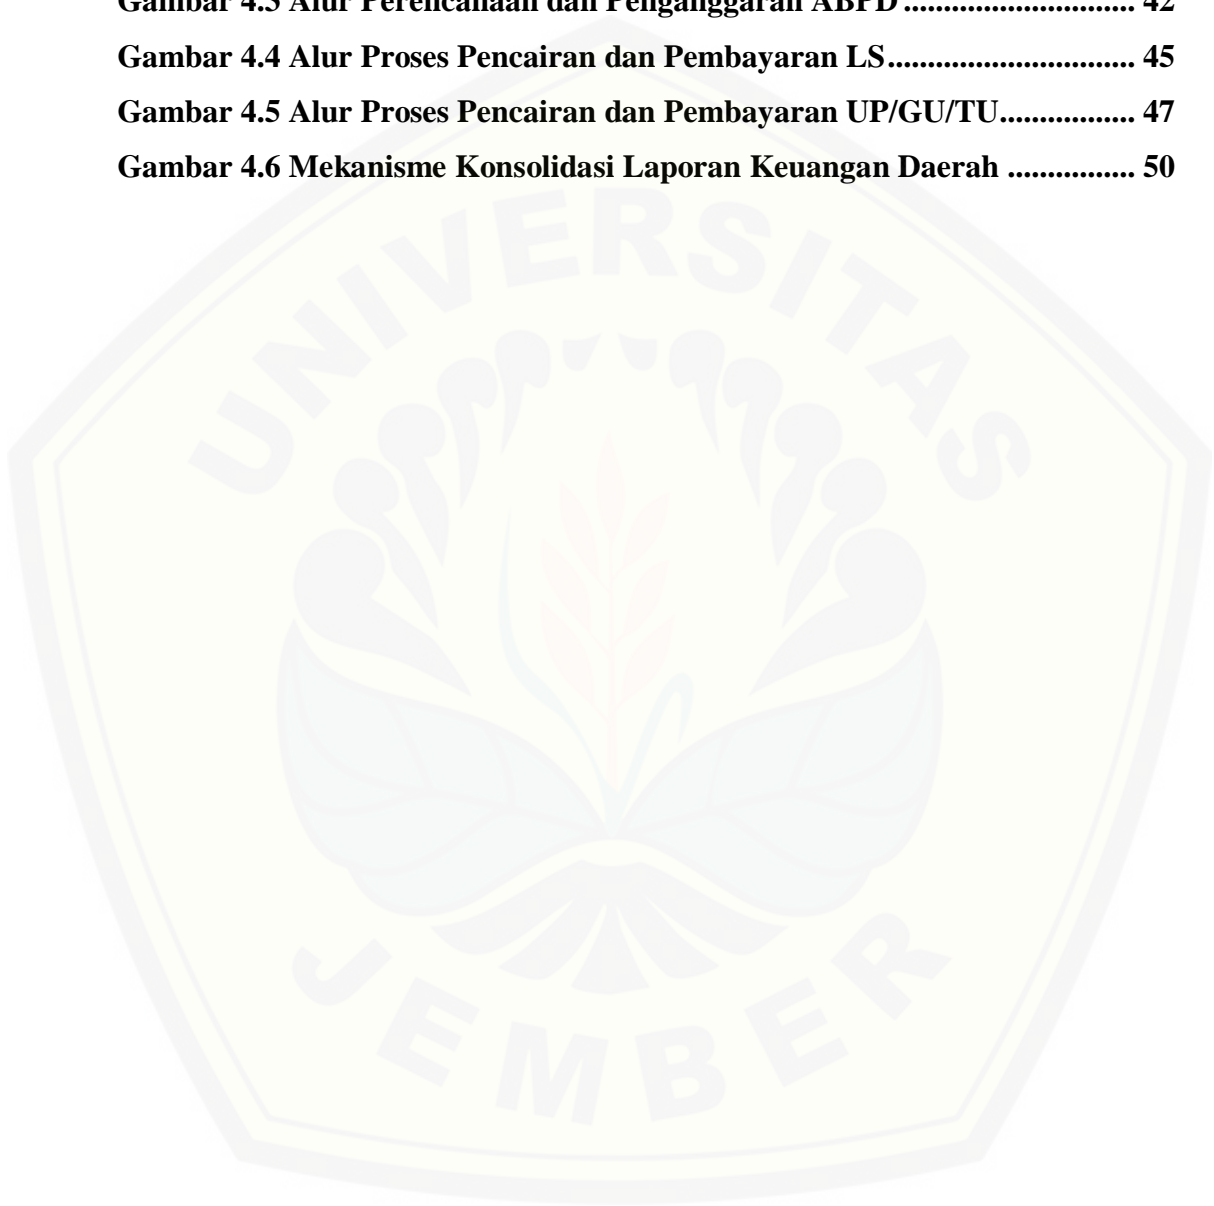 Gambar 4.3 Alur Perencanaan dan Penganggaran ABPD ............................. 42
Gambar 4.4 Alur Proses Pencairan dan Pembayaran LS............................... 45
Gambar 4.5 Alur Proses Pencairan dan Pembayaran UP/GU/TU................. 47
Gambar 4.6 Mekanisme Konsolidasi Laporan Keuangan Daerah ................ 50
UNIVERSITAS
JEMBER